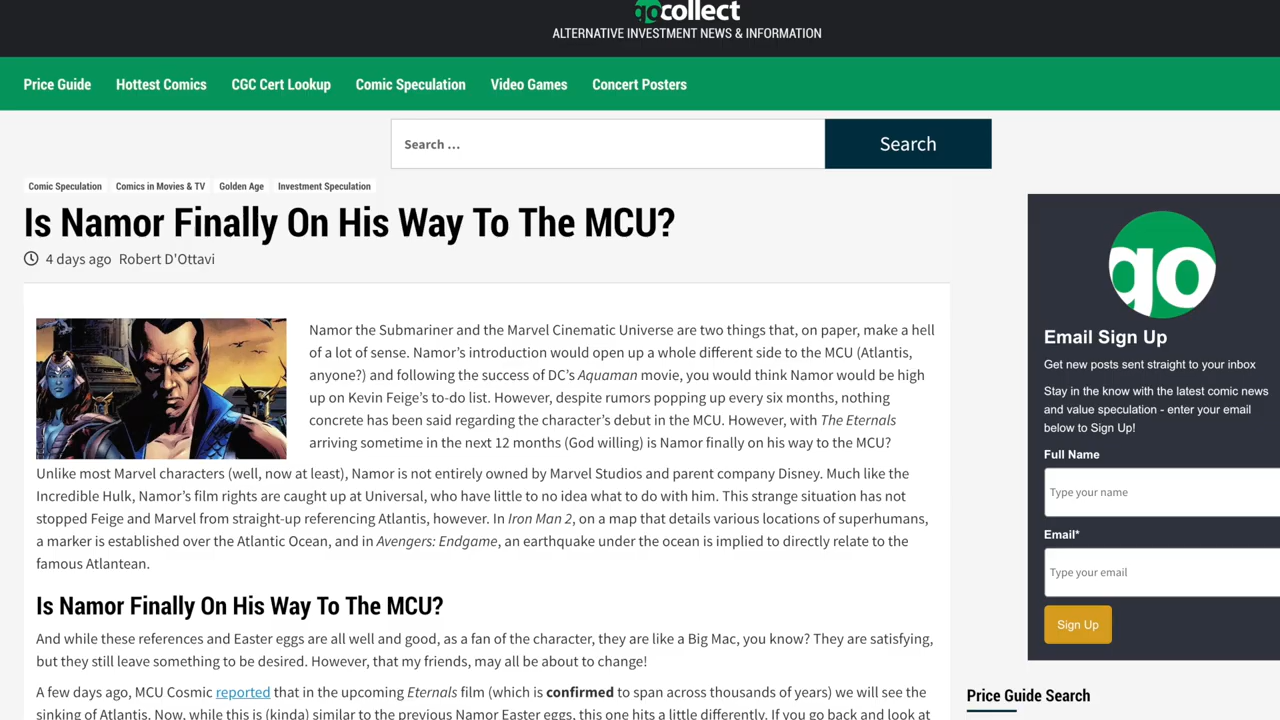 gocollect
ALTERNATIVE INVESTMENT NEWS & INFORMATION
Price Guide Hottest Comics CGC Cert Lookup Comic Speculation Video Games Concert Posters
Search ... Search
Comic Speculation Comics in Movies & TV Golden Age Investment Speculation
Is Namor Finally On His Way To The MCU?
4 days ago Robert D'Ottavi
Namor the Submariner and the Marvel Cinematic Universe are two things that, on paper, make a hell
of a lot of sense. Namor's introduction would open up a whole different side to the MCU (Atlantis,
anyone?) and following the success of DC's Aquaman movie, you would think Namor would be high
up on Kevin Feige's to-do list. However, despite rumors popping up every six months, nothing
concrete has been said regarding the character's debut in the MCU. However, with The Eternals
arriving sometime in the next 12 months (God willing) is Namor finally on his way to the MCU?
Unlike most Marvel characters (well, now at least), Namor is not entirely owned by Marvel Studios and parent company Disney. Much like the
Incredible Hulk, Namor's film rights are caught up at Universal, who have little to no idea what to do with him. This strange situation has not
stopped Feige and Marvel from straight-up referencing Atlantis, however. In Iron Man 2, on a map that details various locations of superhumans,
a marker is established over the Atlantic Ocean, and in Avengers: Endgame, an earthquake under the ocean is implied to directly relate to the
famous Atlantean.
Is Namor Finally On His Way To The MCU?
And while these references and Easter eggs are all well and good, as a fan of the character, they are like a Big Mac, you know? They are satisfying,
but they still leave something to be desired. However, that my friends, may all be about to change!
A few days ago, MCU Cosmic reported that in the upcoming Eternals film (which is confirmed to span across thousands of years) we will see the
sinking of Atlantis. Now, while this is (kinda) similar to the previous Namor Easter eggs, this one hits a little differently. If you go back and look at
go
Email Sign Up
Get new posts sent straight to your inbox
Stay in the know with the latest comic news
and value speculation - enter your email
below to Sign Up!
Full Name
Type your name
Email*
Type your email
Sign Up
Price Guide Search